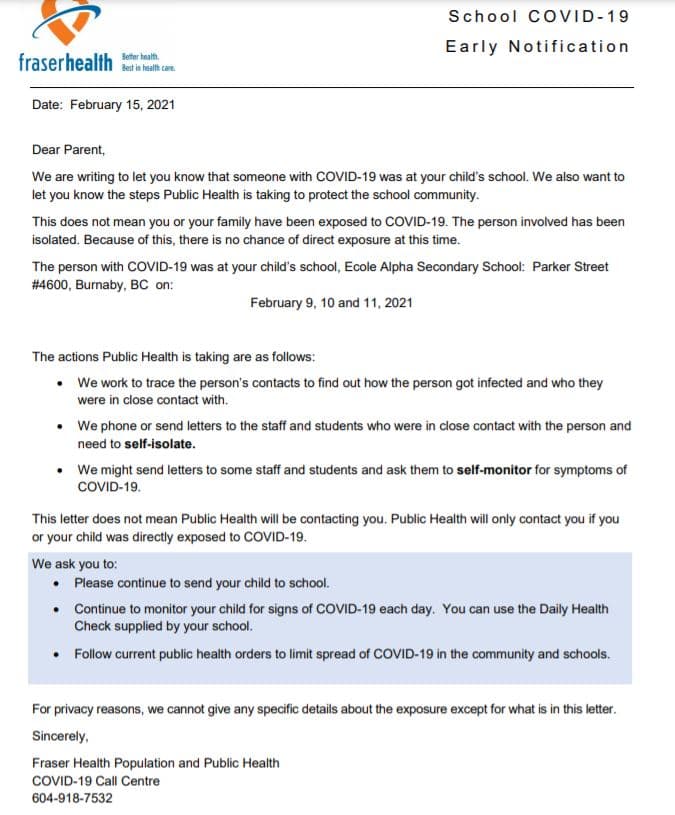 School COVID-19
Early Notification
fraserhealth
Better health.
Best in health care.
Date: February 15, 2021
Dear Parent,
We are writing to let you know that someone with COVID-19 was at your child's school. We also want to
let you know the steps Public Health is taking to protect the school community.
This does not mean you or your family have been exposed to COVID-19. The person involved has been
isolated. Because of this, there is no chance of direct exposure at this time.
The person with COVID-19 was at your child's school, Ecole Alpha Secondary School: Parker Street
#4600, Burnaby, BC on:
February 9, 10 and 11, 2021
The actions Public Health is taking are as follows:
• We work to trace the person's contacts to find out how the person got infected and who they
were in close contact with.
• We phone or send letters to the staff and students who were in close contact with the person and
need to self-isolate.
• We might send letters to some staff and students and ask them to self-monitor for symptoms of
COVID-19.
This letter does not mean Public Health will be contacting you. Public Health will only contact you if you
or your child was directly exposed to COVID-19.
We ask you to:
• Please continue to send your child to school.
• Continue to monitor your child for signs of COVID-19 each day. You can use the Daily Health
Check supplied by your school.
• Follow current public health orders to limit spread of COVID-19 in the community and schools.
For privacy reasons, we cannot give any specific details about the exposure except for what is in this letter.
Sincerely,
Fraser Health Population and Public Health
COVID-19 Call Centre
604-918-7532